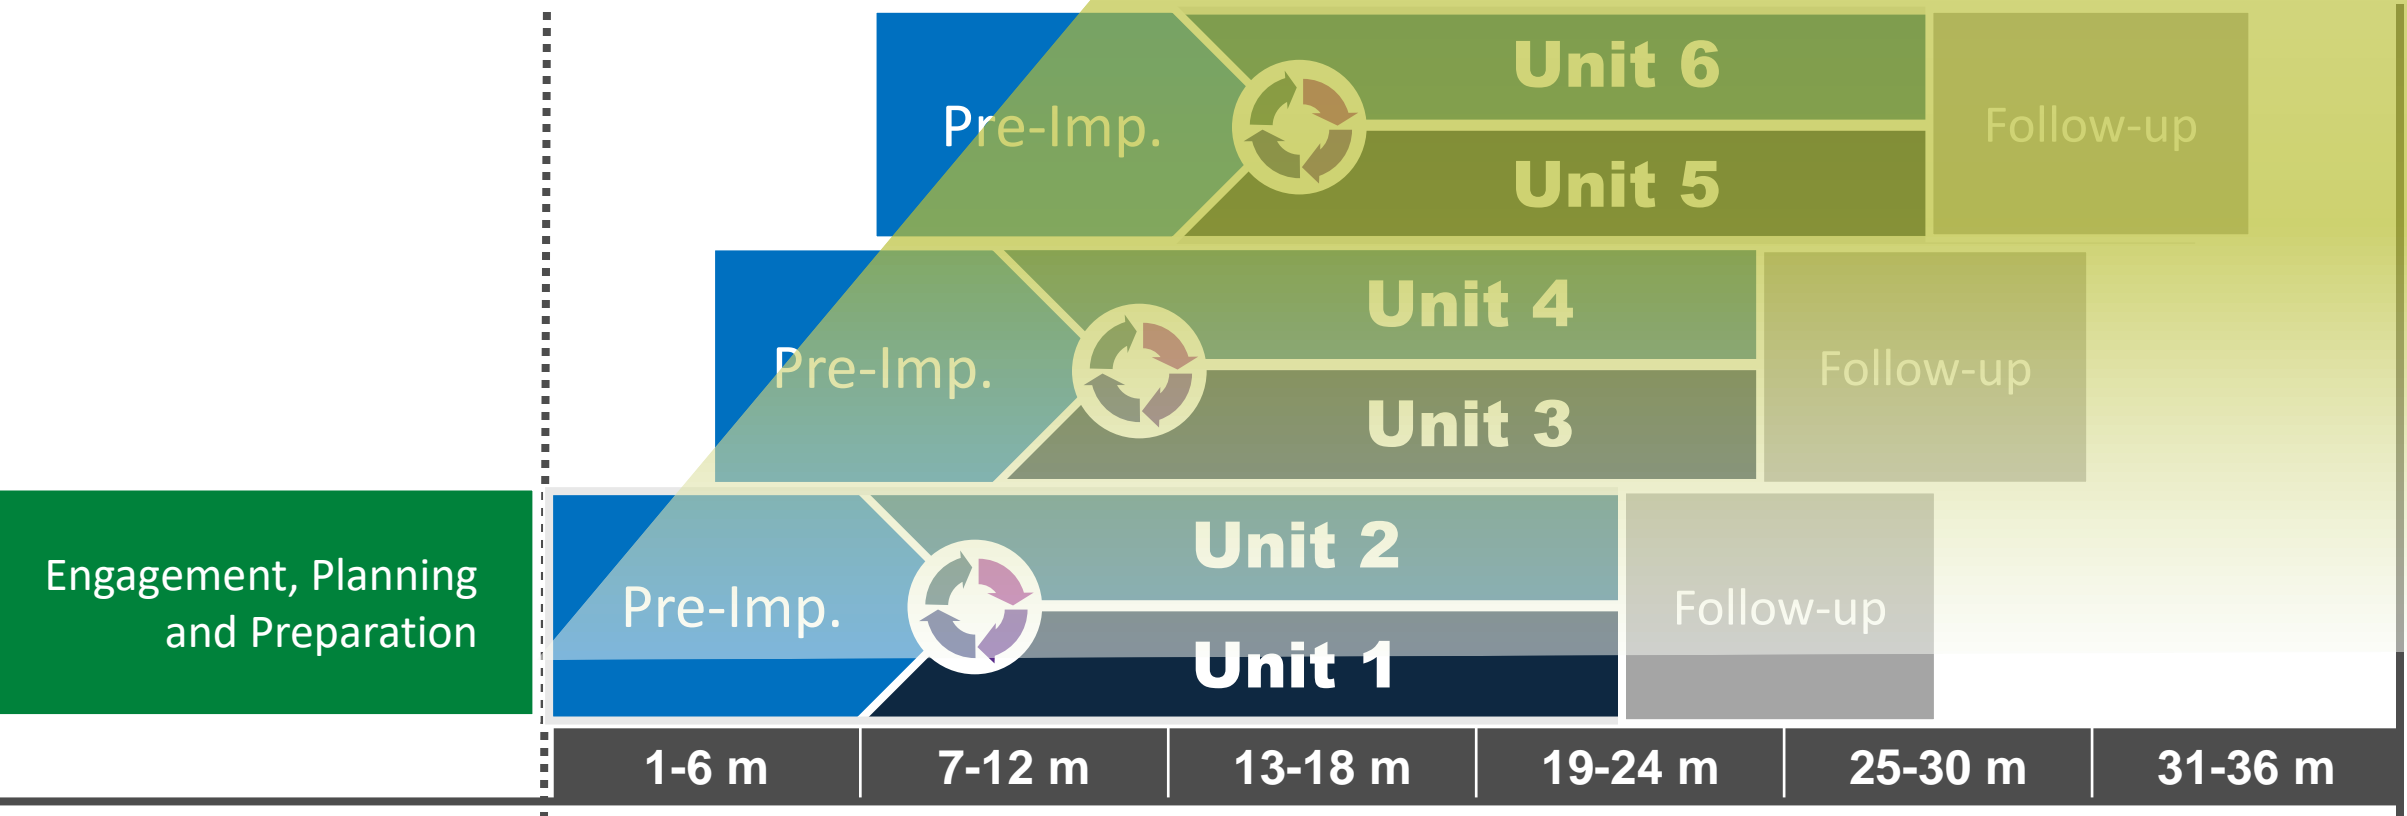 Pre-Imp.
Unit 6
Unit 5
Follow-up
Pre-Imp.
Unit 4
Unit 3
Follow-up
Engagement, Planning
and Preparation
Pre-Imp.
Unit 2
Unit 1
Follow-up
1-6 m
7-12 m
13-18 m
19-24 m
25-30 m
31-36 m